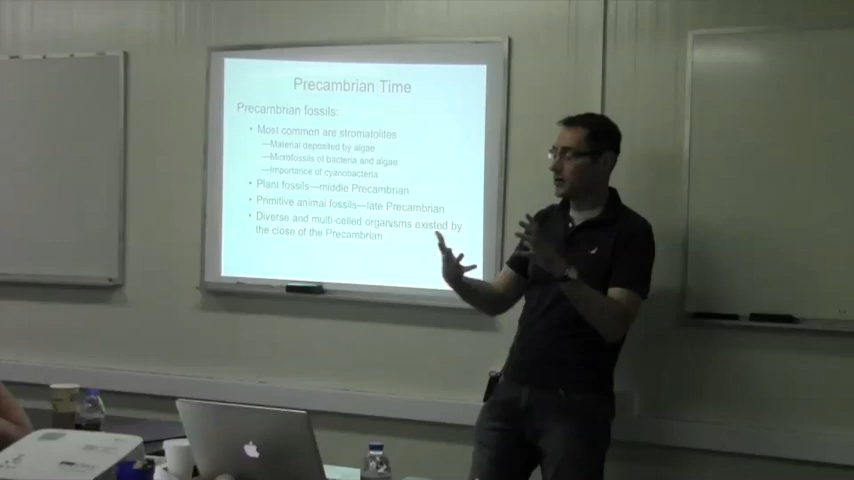 Precambrian Time
Precambrian fossils:
• Most common are stromatolites
—Material deposited by algae
—Microfossils of bacteria and algae
—Importance of cyanobacteria
• Plant fossils—middle Precambrian
• Primitive animal fossils—late Precambrian
• Diverse and multi-celled organisms existed by
the close of the Precambrian